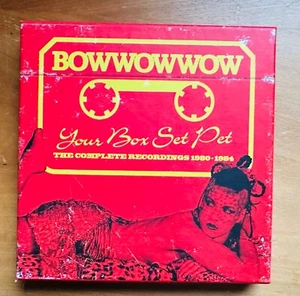 BOWWOWWOW
Your Box Set Pet
THE COMPLETE RECORDINGS 1980-1984